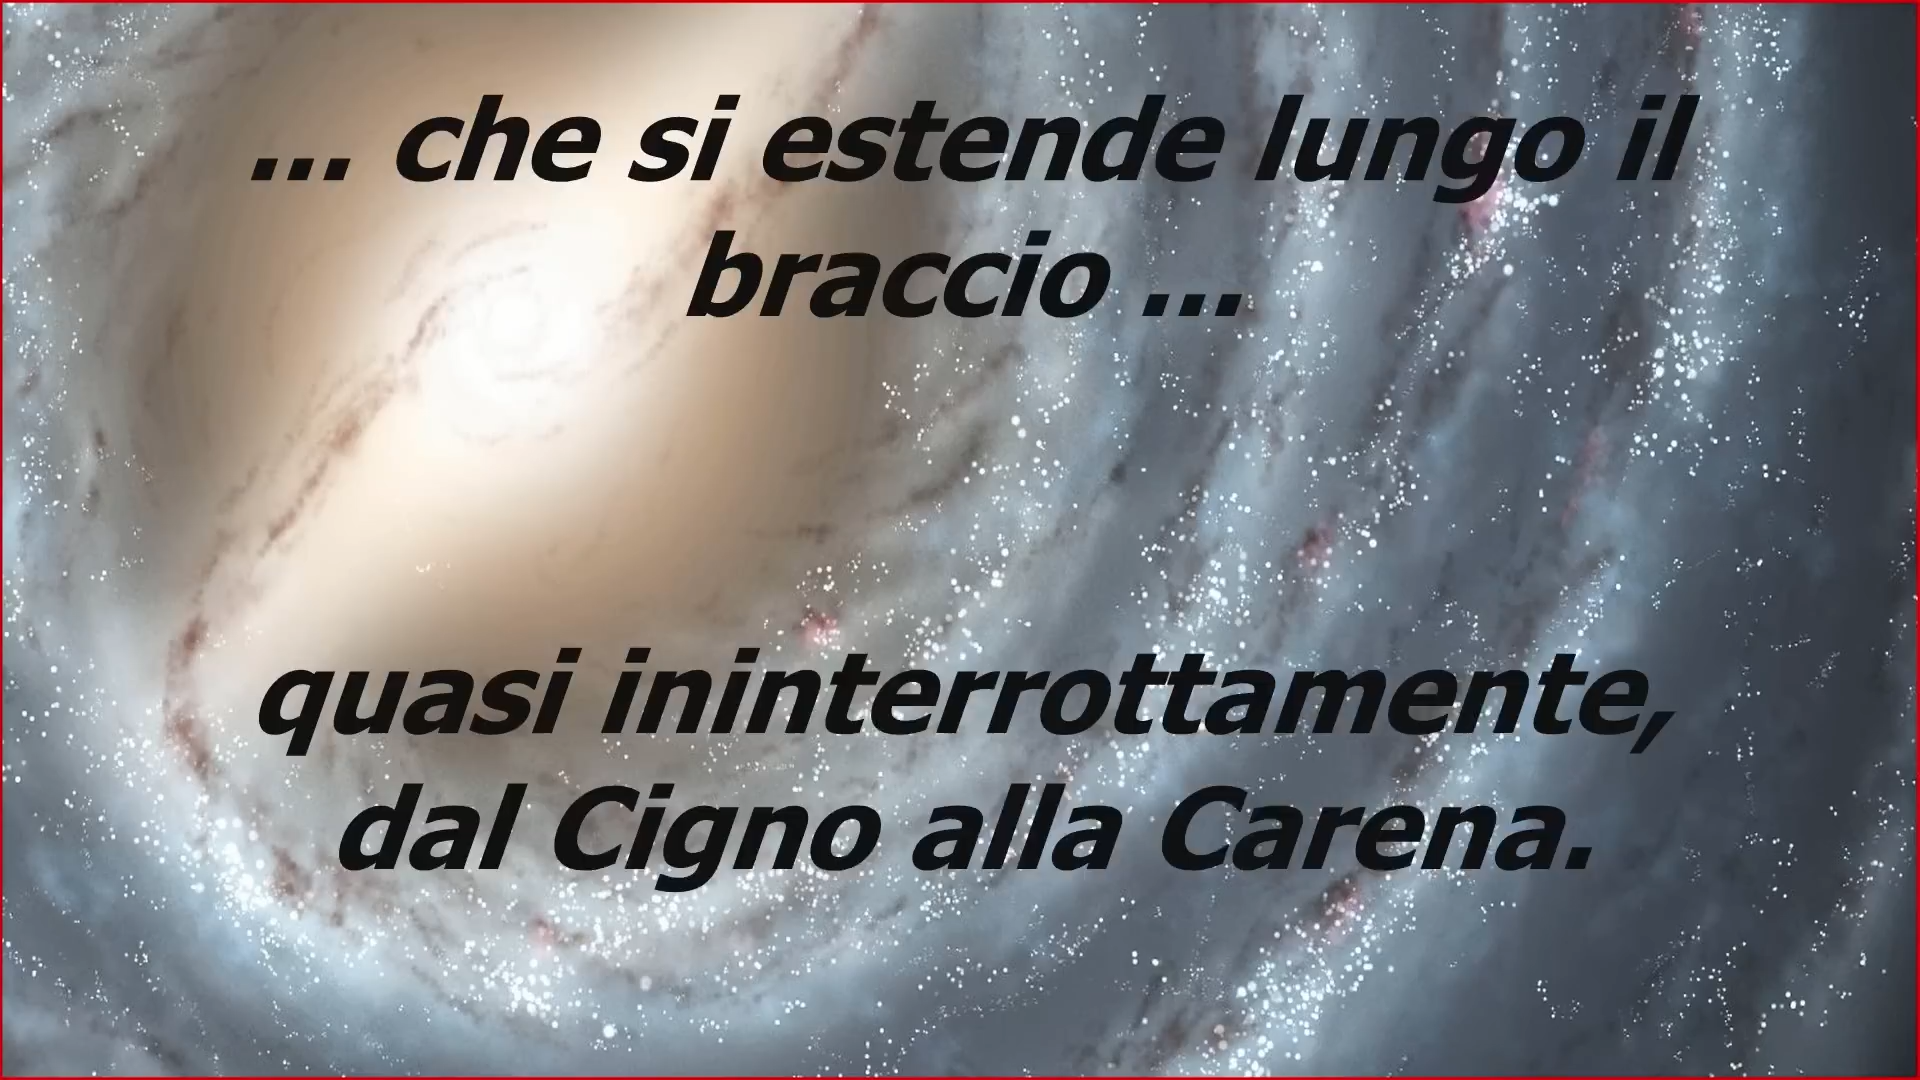 ... che si estende lungo il
braccio ...
quasi ininterrottamente,
dal Cigno alla Carena.